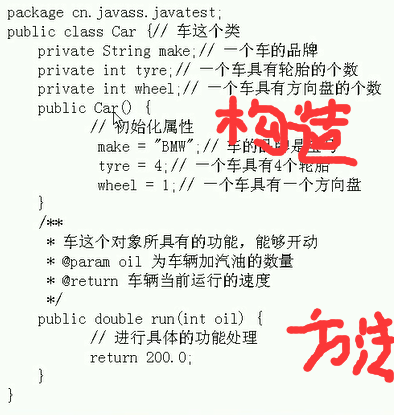 package cn.javass.javatest;
public class Car {// 车这个类
private String make;// 一个车的品牌
private int tyre;// 一个车具有轮胎的个数
private int wheel;// 一个车具有方向盘的个数
public Car() {
构造
// 初始化属性
make = "BMW";// 车的品牌是
tyre = 4;// 一个车具有4个轮胎
wheel = 1;// 一个车具有一个方向盘
}
/**
* 车这个对象所具有的功能，能够开动
* @param oil 为车辆加汽油的数量
* @return 车辆当前运行的速度
*/
public double run(int oil) {
方法
// 进行具体的功能处理
return 200.0;
}
}